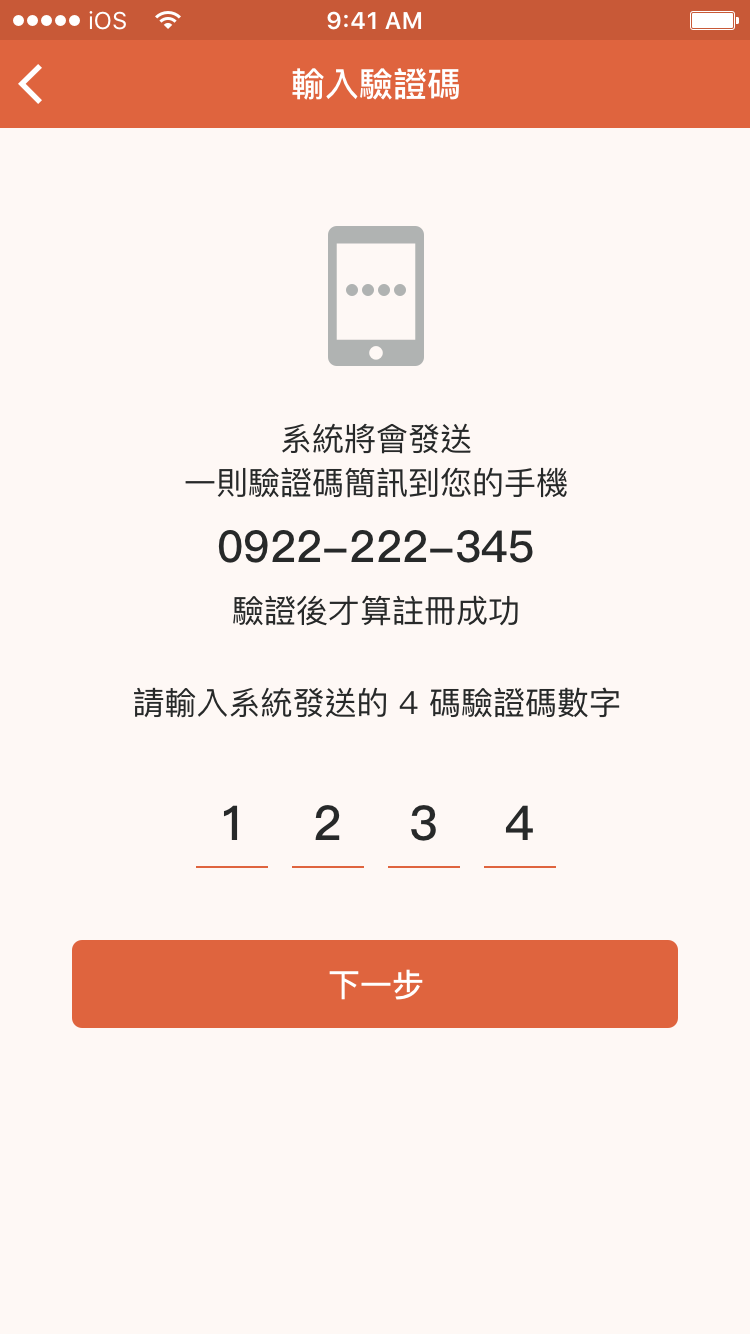 iOS 9:41 AM
輸入驗證碼
系統將會發送
一則驗證碼簡訊到您的手機
0922–222–345
驗證後才算註冊成功
請輸入系統發送的 4 碼驗證碼數字
1 2 3 4
下一步